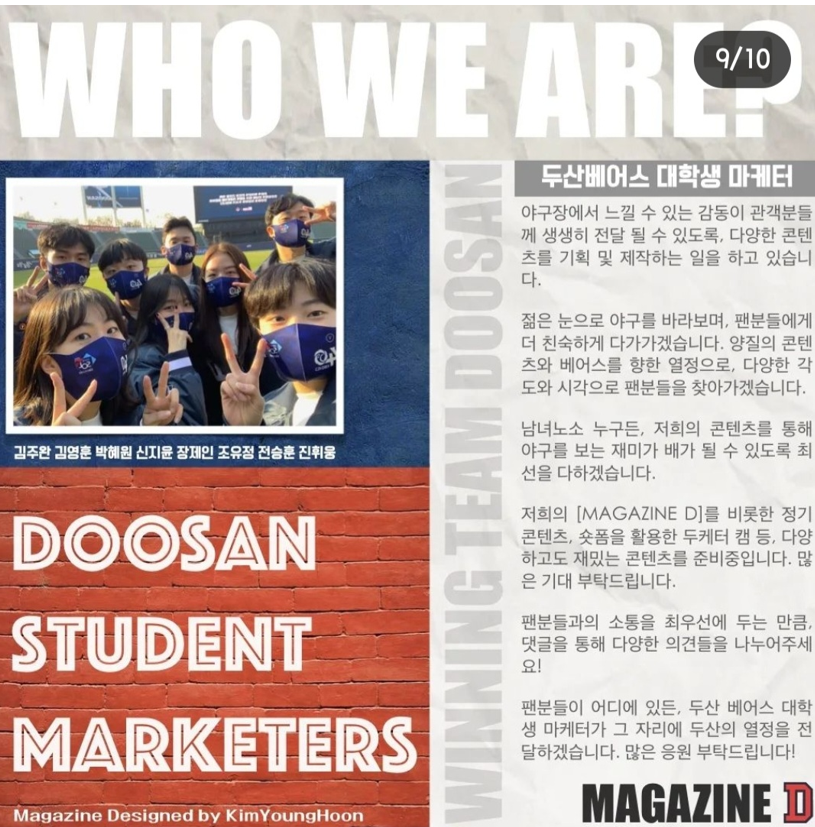 WHO WE ARE?
9/10
김주완 김영훈 박혜원 신지윤 장제인 조유정 전승훈 진휘웅
DOOSAN
STUDENT
MARKETERS
Magazine Designed by KimYoungHoon
WINNING TEAM DOOSAN
두산베어스 대학생 마케터
야구장에서 느낄 수 있는 감동이 관객분들
께 생생히 전달 될 수 있도록, 다양한 콘텐
츠를 기획 및 제작하는 일을 하고 있습니
다.
젊은 눈으로 야구를 바라보며, 팬분들에게
더 친숙하게 다가가겠습니다. 양질의 콘텐
츠와 베어스를 향한 열정으로, 다양한 각
도와 시각으로 팬분들을 찾아가겠습니다.
남녀노소 누구든, 저희의 콘텐츠를 통해
야구를 보는 재미가 배가 될 수 있도록 최
선을 다하겠습니다.
저희의 [MAGAZINE D]를 비롯한 정기
콘텐츠, 숏폼을 활용한 두케터 캠 등, 다양
하고도 재밌는 콘텐츠를 준비중입니다. 많
은 기대 부탁드립니다.
팬분들과의 소통을 최우선에 두는 만큼,
댓글을 통해 다양한 의견들을 나누어주세
요!
팬분들이 어디에 있든, 두산 베어스 대학
생 마케터가 그 자리에 두산의 열정을 전
달하겠습니다. 많은 응원 부탁드립니다!
MAGAZINE D